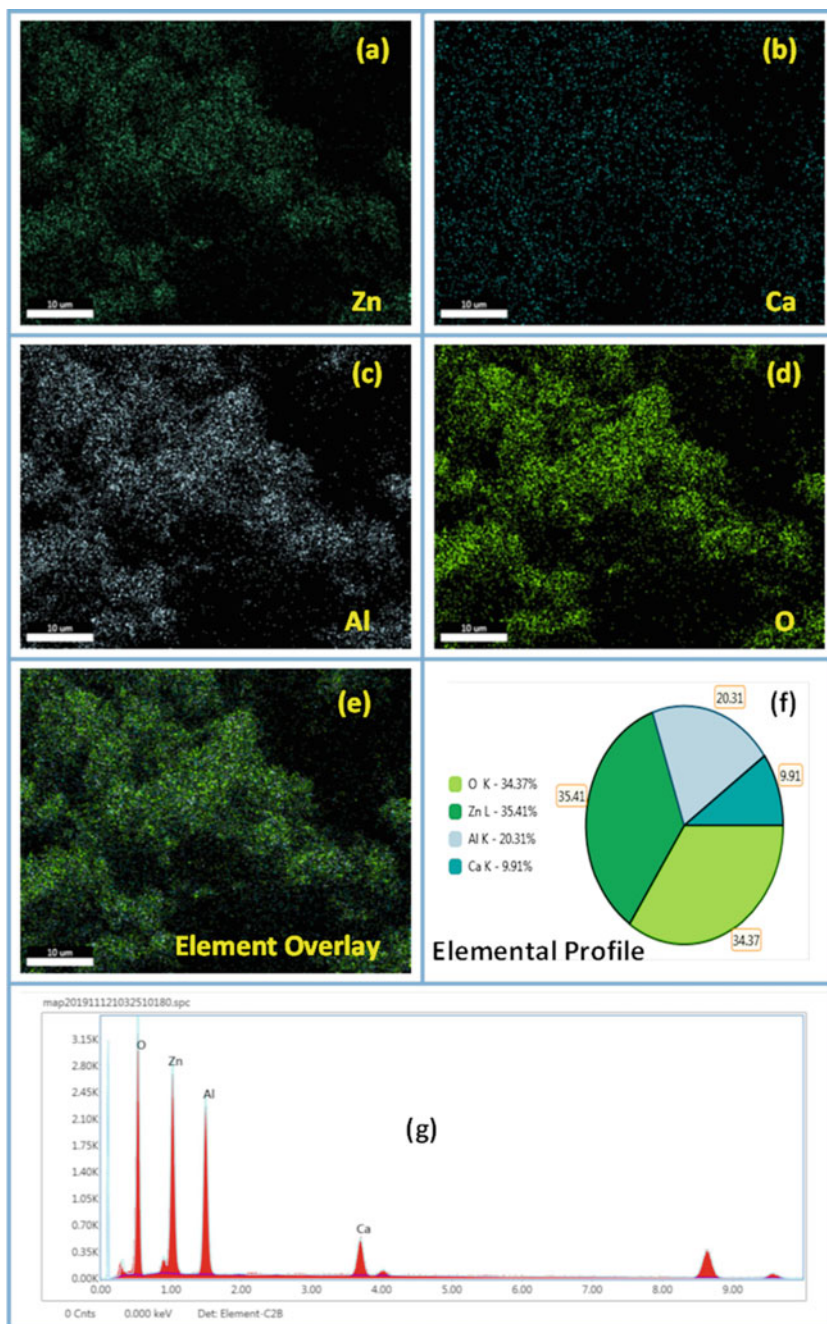 (a)
10 um
Zn
(b)
10 um
Ca
(c)
10 um
Al
(d)
10 um
O
(e)
10 um
Element Overlay
(f)
O K - 34.37%
Zn L - 35.41%
Al K - 20.31%
Ca K - 9.91%
20.31
9.91
35.41
34.37
Elemental Profile
map201911121032510180.spc
3.15K
2.80K
2.45K
2.10K
1.75K
1.40K
1.05K
0.70K
0.35K
0.00K
O
Zn
Al
Ca
(g)
0.00 1.00 2.00 3.00 4.00 5.00 6.00 7.00 8.00 9.00
0 Cnts 0.000 keV Det: Element-C2B